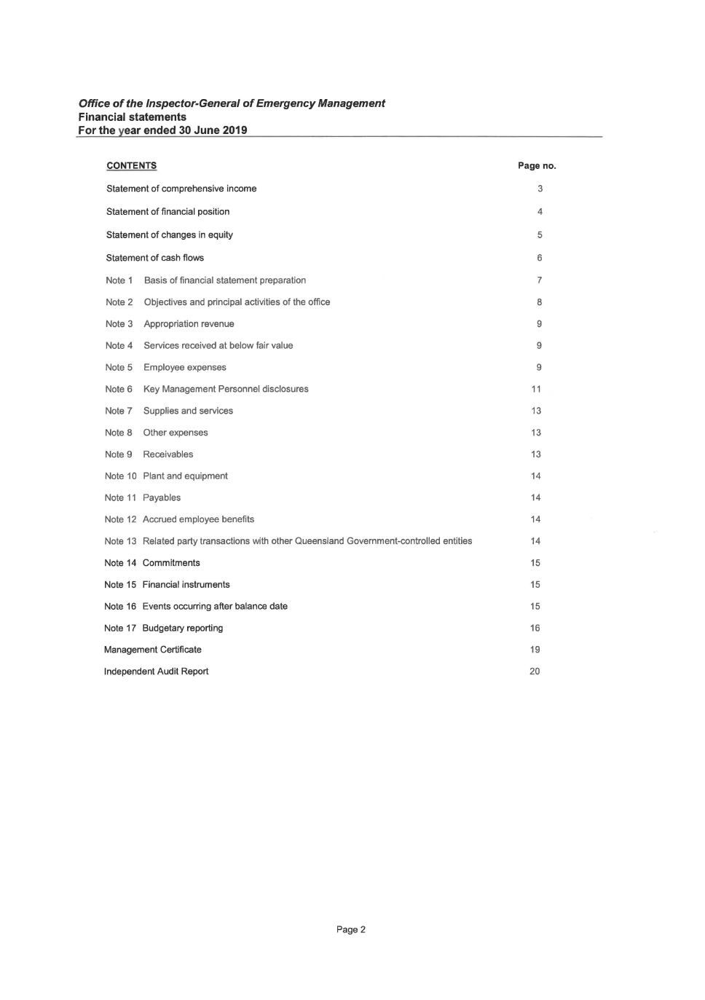 Office of the Inspector-General of Emergency Management
Financial statements
For the year ended 30 June 2019
CONTENTS Page no.
Statement of comprehensive income 3
Statement of financial position 4
Statement of changes in equity 5
Statement of cash flows 6
Note 1 Basis of financial statement preparation 7
Note 2 Objectives and principal activities of the office 8
Note 3 Appropriation revenue 9
Note 4 Services received at below fair value 9
Note 5 Employee expenses 9
Note 6 Key Management Personnel disclosures 11
Note 7 Supplies and services 13
Note 8 Other expenses 13
Note 9 Receivables 13
Note 10 Plant and equipment 14
Note 11 Payables 14
Note 12 Accrued employee benefits 14
Note 13 Related party transactions with other Queensland Government-controlled entities 14
Note 14 Commitments 15
Note 15 Financial instruments 15
Note 16 Events occurring after balance date 15
Note 17 Budgetary reporting 16
Management Certificate 19
Independent Audit Report 20
Page 2